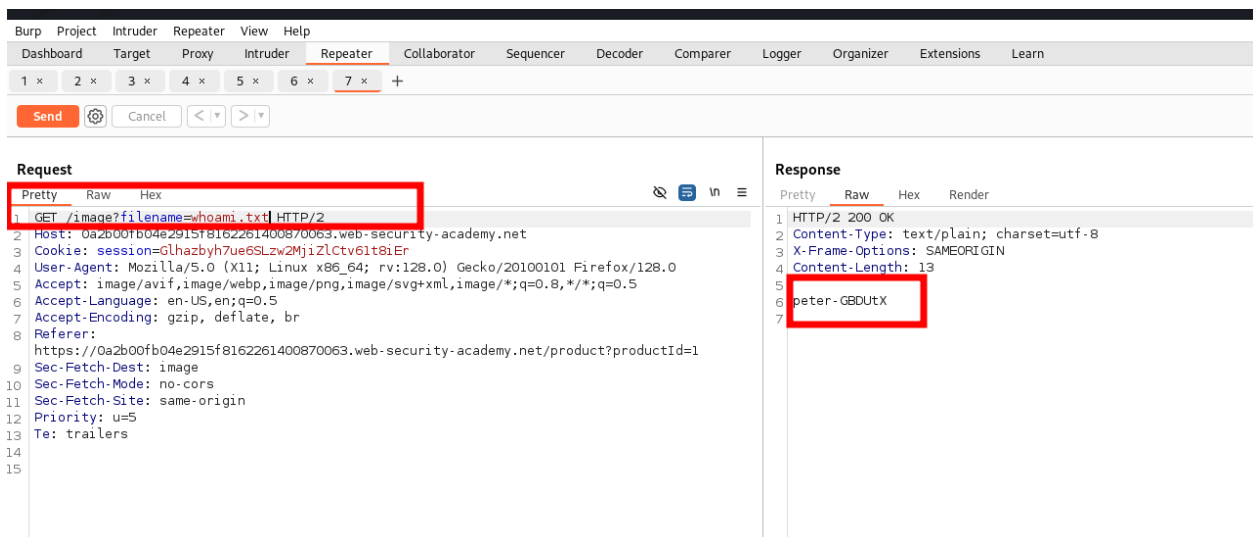 Burp Project Intruder Repeater View Help
Dashboard Target Proxy Intruder Repeater Collaborator Sequencer Decoder Comparer Logger Organizer Extensions Learn
1 × 2 × 3 × 4 × 5 × 6 × 7 × +
Send Cancel < >
Request
Pretty Raw Hex \n
1 GET /image?filename=whoami.txt HTTP/2
2 Host: 0a2b00fb04e2915f8162261400870063.web-security-academy.net
3 Cookie: session=Glhazbyh7ue6SLzw2MjiZlCtv61t8iEr
4 User-Agent: Mozilla/5.0 (X11; Linux x86_64; rv:128.0) Gecko/20100101 Firefox/128.0
5 Accept: image/avif,image/webp,image/png,image/svg+xml,image/*;q=0.8,*/*;q=0.5
6 Accept-Language: en-US,en;q=0.5
7 Accept-Encoding: gzip, deflate, br
8 Referer:
https://0a2b00fb04e2915f8162261400870063.web-security-academy.net/product?productId=1
9 Sec-Fetch-Dest: image
10 Sec-Fetch-Mode: no-cors
11 Sec-Fetch-Site: same-origin
12 Priority: u=5
13 Te: trailers
14
15
Response
Pretty Raw Hex Render
1 HTTP/2 200 OK
2 Content-Type: text/plain; charset=utf-8
3 X-Frame-Options: SAMEORIGIN
4 Content-Length: 13
5
6 peter-GBDUtX
7